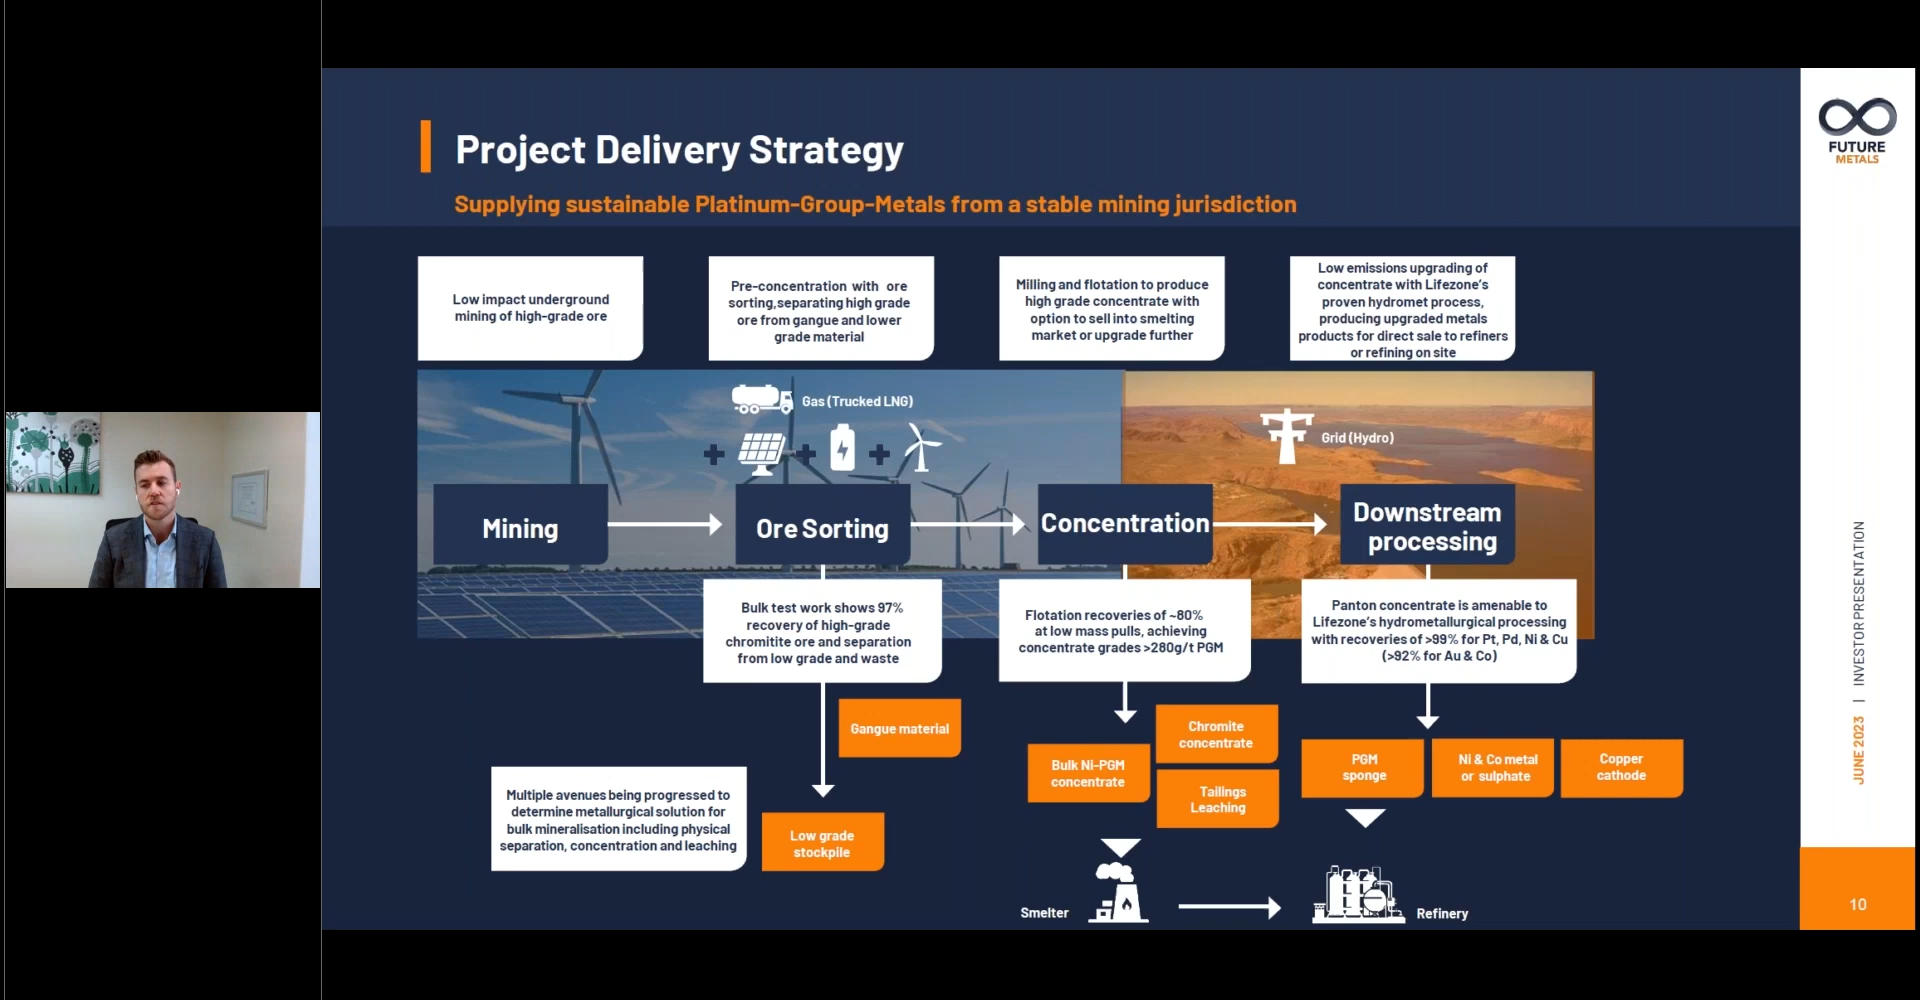 Project Delivery Strategy
Supplying sustainable Platinum-Group-Metals from a stable mining jurisdiction
FUTURE
METALS
Low impact underground
mining of high-grade ore
Pre-concentration with ore
sorting,separating high grade
ore from gangue and lower
grade material
Milling and flotation to produce
high grade concentrate with
option to sell into smelting
market or upgrade further
Low emissions upgrading of
concentrate with Lifezone's
proven hydromet process,
producing upgraded metals
products for direct sale to refiners
or refining on site
Gas (Trucked LNG)
Grid (Hydro)
Mining
Ore Sorting
Concentration
Downstream
processing
Bulk test work shows 97%
recovery of high-grade
chromitite ore and separation
from low grade and waste
Flotation recoveries of ~80%
at low mass pulls, achieving
concentrate grades >280g/t PGM
Panton concentrate is amenable to
Lifezone's hydrometallurgical processing
with recoveries of >99% for Pt, Pd, Ni & Cu
(>92% for Au & Co)
Gangue material
Multiple avenues being progressed to
determine metallurgical solution for
bulk mineralisation including physical
separation, concentration and leaching
Low grade
stockpile
Bulk Ni-PGM
concentrate
Chromite
concentrate
Tailings
Leaching
PGM
sponge
Ni & Co metal
or sulphate
Copper
cathode
Smelter
Refinery
JUNE 2023 | INVESTOR PRESENTATION
10